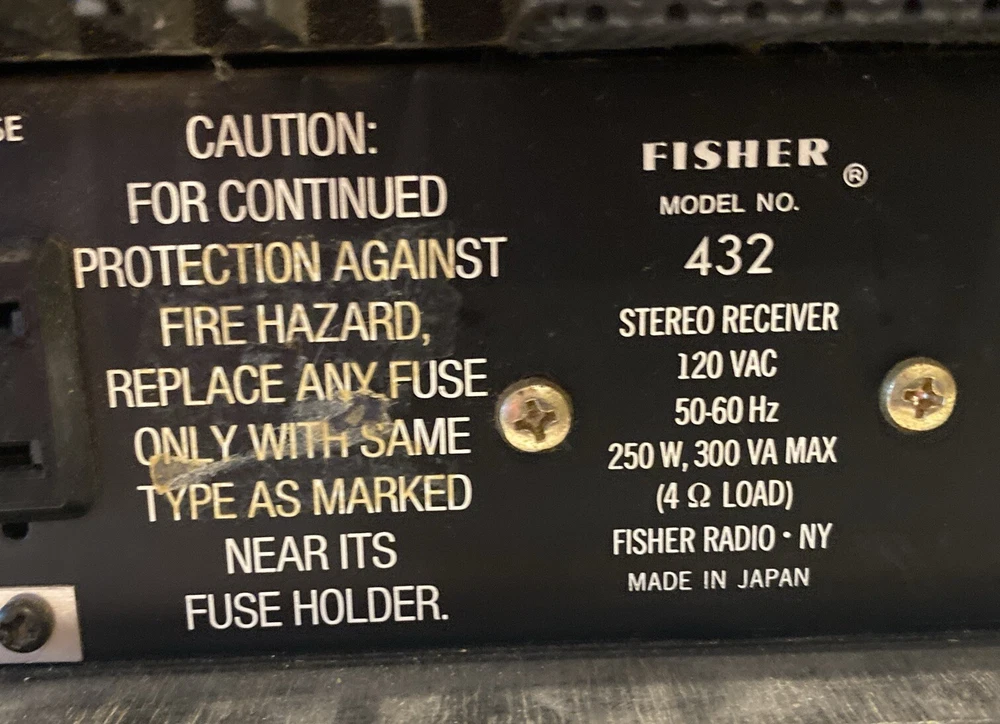 CAUTION:
FOR CONTINUED
PROTECTION AGAINST
FIRE HAZARD,
REPLACE ANY FUSE
ONLY WITH SAME
TYPE AS MARKED
NEAR ITS
FUSE HOLDER.
FISHER ®
MODEL NO.
432
STEREO RECEIVER
120 VAC
50-60 Hz
250 W, 300 VA MAX
(4 Ω LOAD)
FISHER RADIO · NY
MADE IN JAPAN